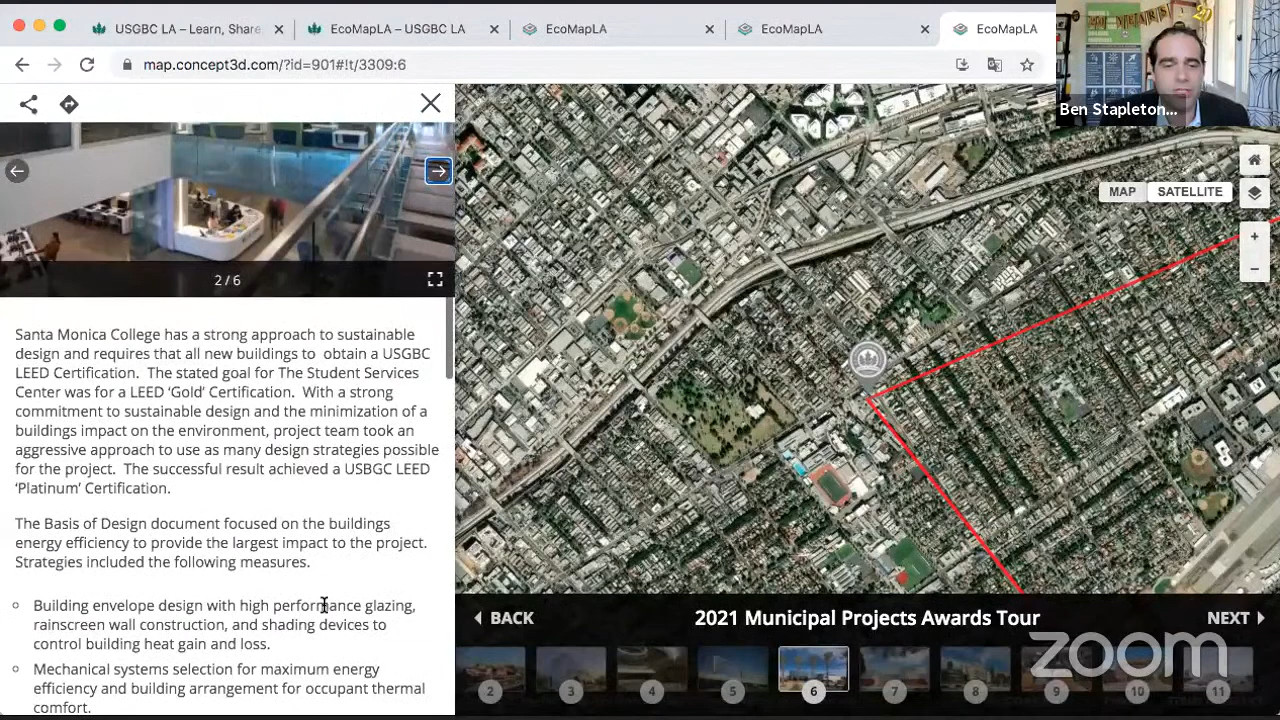 USGBC LA – Learn, Share
EcoMapLA – USGBC LA
EcoMapLA
EcoMapLA
EcoMapLA
map.concept3d.com/?id=901#!t/3309:6
Ben Stapleton...
MAP
SATELLITE
2 / 6
Santa Monica College has a strong approach to sustainable
design and requires that all new buildings to obtain a USGBC
LEED Certification. The stated goal for The Student Services
Center was for a LEED ‘Gold’ Certification. With a strong
commitment to sustainable design and the minimization of a
buildings impact on the environment, project team took an
aggressive approach to use as many design strategies possible
for the project. The successful result achieved a USBGC LEED
‘Platinum’ Certification.
The Basis of Design document focused on the buildings
energy efficiency to provide the largest impact to the project.
Strategies included the following measures.
Building envelope design with high performance glazing,
rainscreen wall construction, and shading devices to
control building heat gain and loss.
Mechanical systems selection for maximum energy
efficiency and building arrangement for occupant thermal
comfort.
BACK
2021 Municipal Projects Awards Tour
NEXT
2
3
4
5
6
7
8
9
10
11
zoom